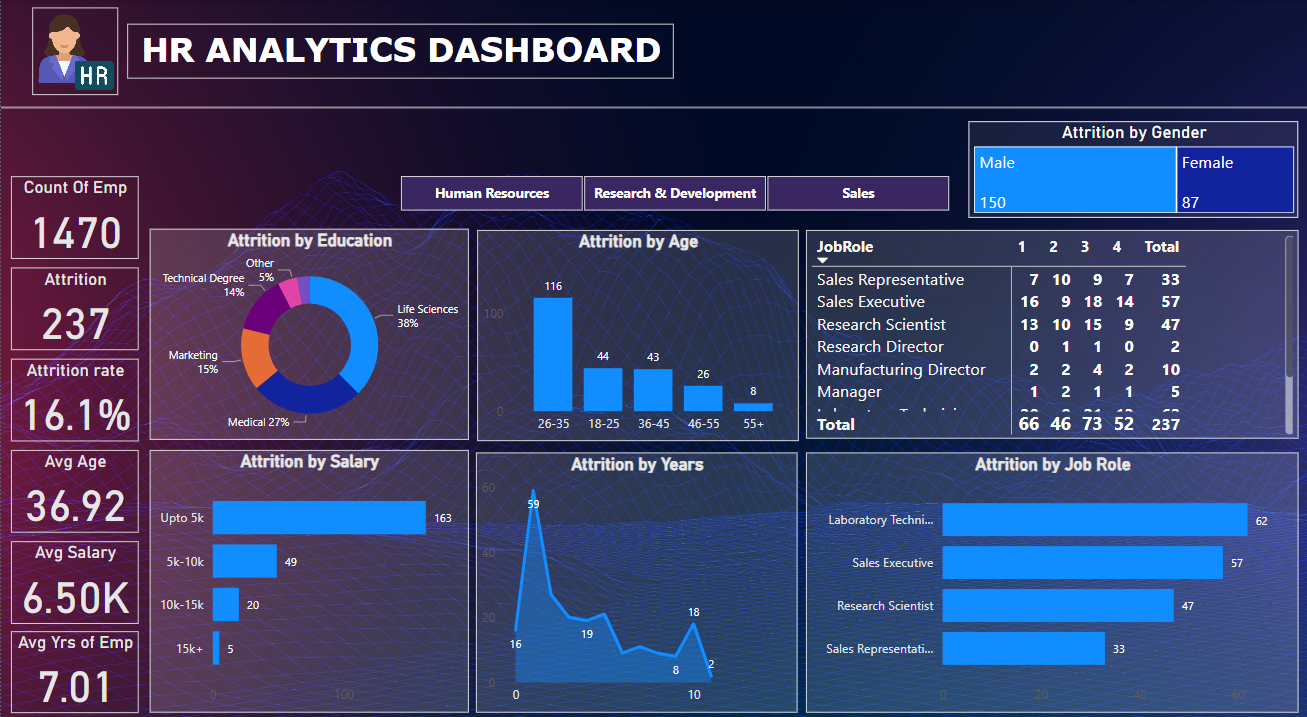 HR
HR ANALYTICS DASHBOARD
Attrition by Gender
Male
150
Female
87
Human Resources
Research & Development
Sales
Count Of Emp
1470
Attrition
237
Attrition rate
16.1%
Avg Age
36.92
Avg Salary
6.50K
Avg Yrs of Emp
7.01
Attrition by Education
Other
5%
Technical Degree
14%
Life Sciences
38%
Marketing
15%
Medical 27%
Attrition by Age
100
0
116
44
43
26
8
26-35
18-25
36-45
46-55
55+
JobRole 1 2 3 4 Total
Sales Representative 7 10 9 7 33
Sales Executive 16 9 18 14 57
Research Scientist 13 10 15 9 47
Research Director 0 1 1 0 2
Manufacturing Director 2 2 4 2 10
Manager 1 2 1 1 5
Total 66 46 73 52 237
Attrition by Salary
Upto 5k 163
5k-10k 49
10k-15k 20
15k+ 5
0 100
Attrition by Years
60
40
20
0
59
16
19
8
18
2
0 10
Attrition by Job Role
Laboratory Techni... 62
Sales Executive 57
Research Scientist 47
Sales Representati... 33
0 20 40 60